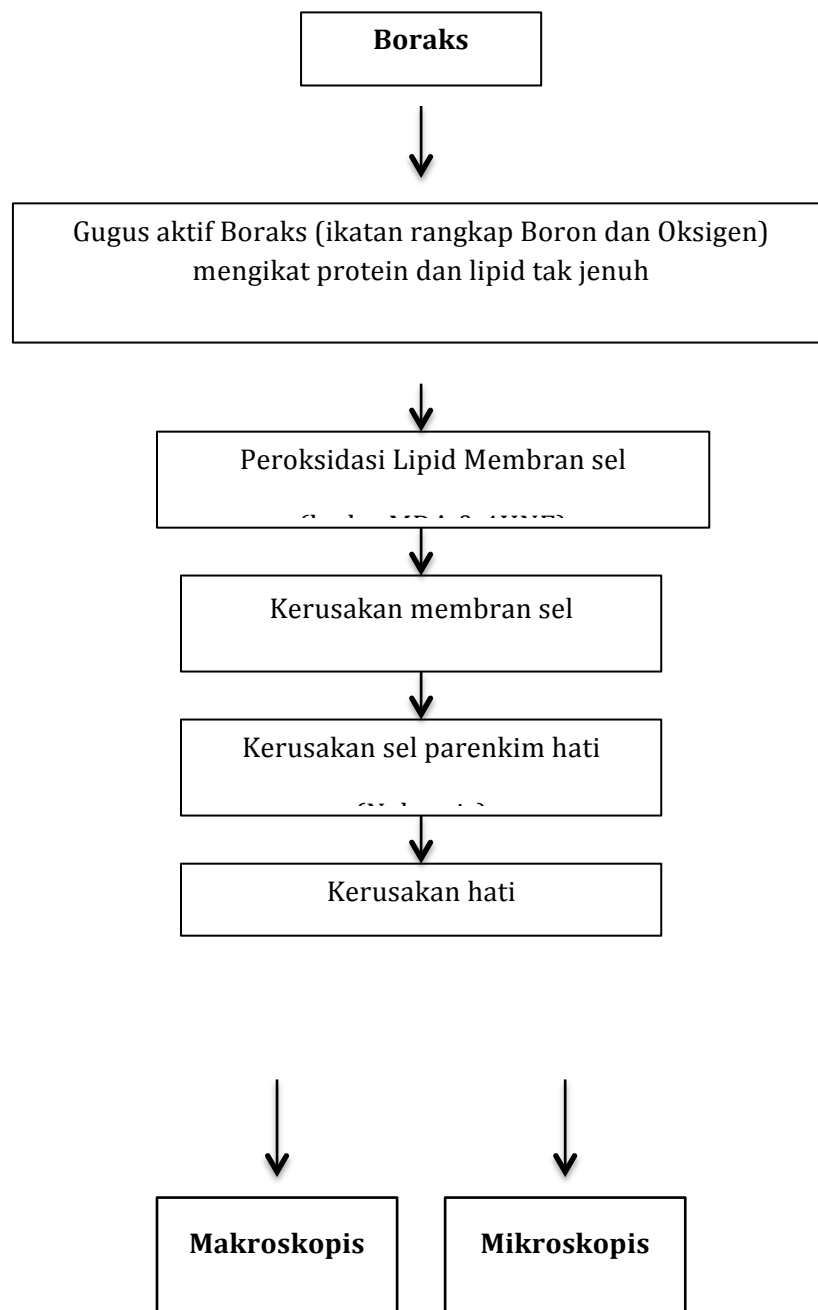 Boraks
Gugus aktif Boraks (ikatan rangkap Boron dan Oksigen)
mengikat protein dan lipid tak jenuh
Peroksidasi Lipid Membran sel
Kerusakan membran sel
Kerusakan sel parenkim hati
Kerusakan hati
Makroskopis
Mikroskopis